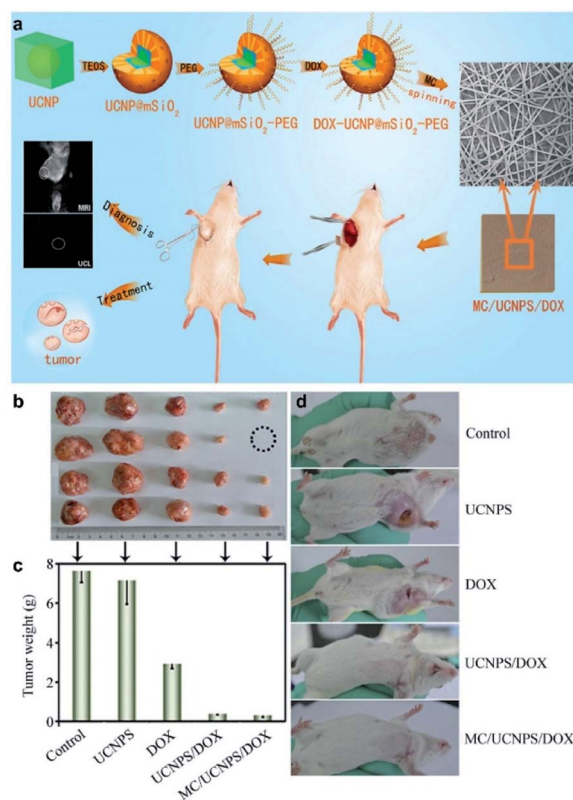 a
TEOS
PEG
DOX
MC
spinning
UCNP
UCNP@mSiO₂
UCNP@mSiO₂-PEG
DOX-UCNP@mSiO₂-PEG
MRI
UCL
Diagnosis
Treatment
tumor
MC/UCNPS/DOX
b
d
Control
UCNPS
DOX
UCNPS/DOX
MC/UCNPS/DOX
c
Tumor weight (g)
8
6
4
2
0
Control
UCNPS
DOX
UCNPS/DOX
MC/UCNPS/DOX